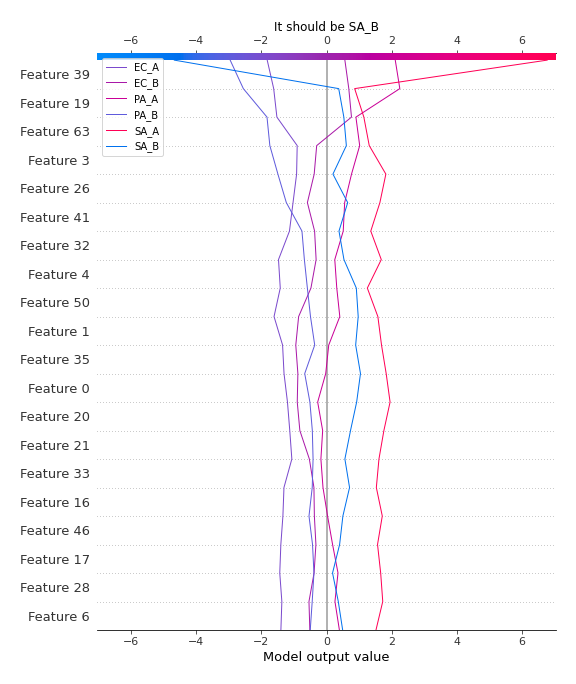 It should be SA_B
−6 −4 −2 0 2 4 6
EC_A
EC_B
PA_A
PA_B
SA_A
SA_B
Feature 39
Feature 19
Feature 63
Feature 3
Feature 26
Feature 41
Feature 32
Feature 4
Feature 50
Feature 1
Feature 35
Feature 0
Feature 20
Feature 21
Feature 33
Feature 16
Feature 46
Feature 17
Feature 28
Feature 6
−6 −4 −2 0 2 4 6
Model output value